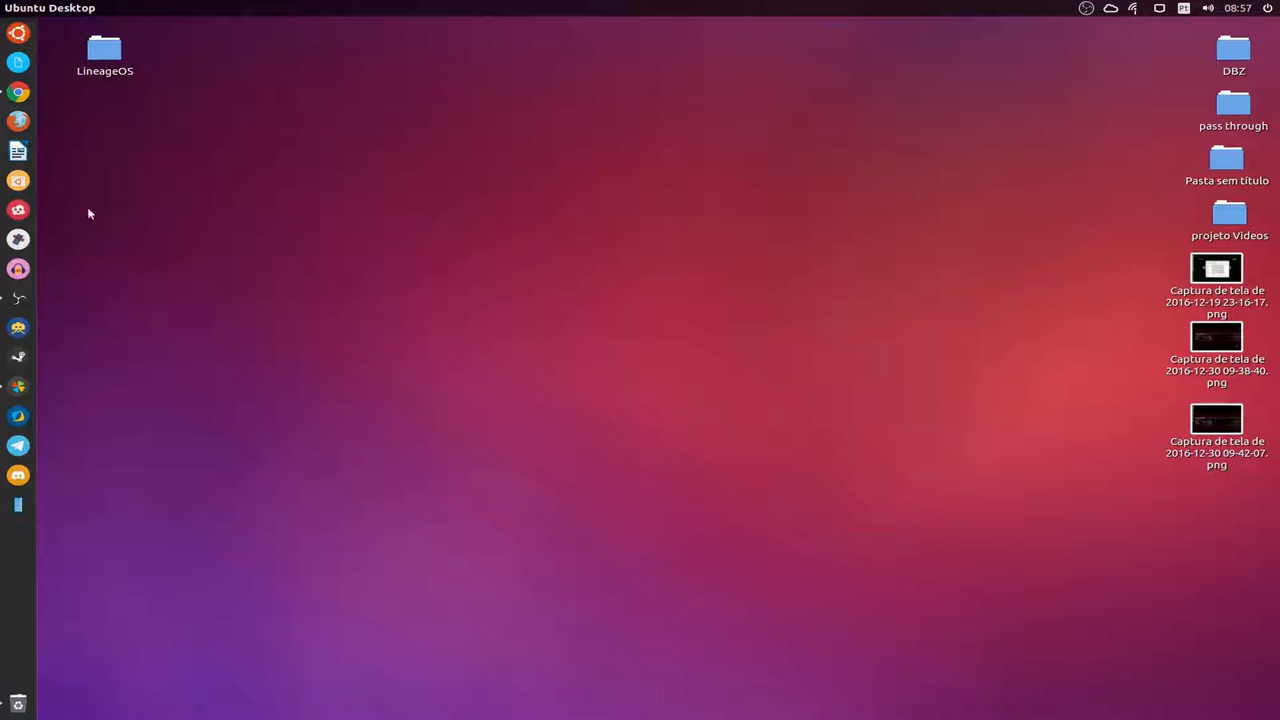 Ubuntu Desktop
Pt
08:57
LineageOS
DBZ
pass through
Pasta sem título
projeto Videos
Captura de tela de
2016-12-19 23-16-17.
png
Captura de tela de
2016-12-30 09-38-40.
png
Captura de tela de
2016-12-30 09-42-07.
png